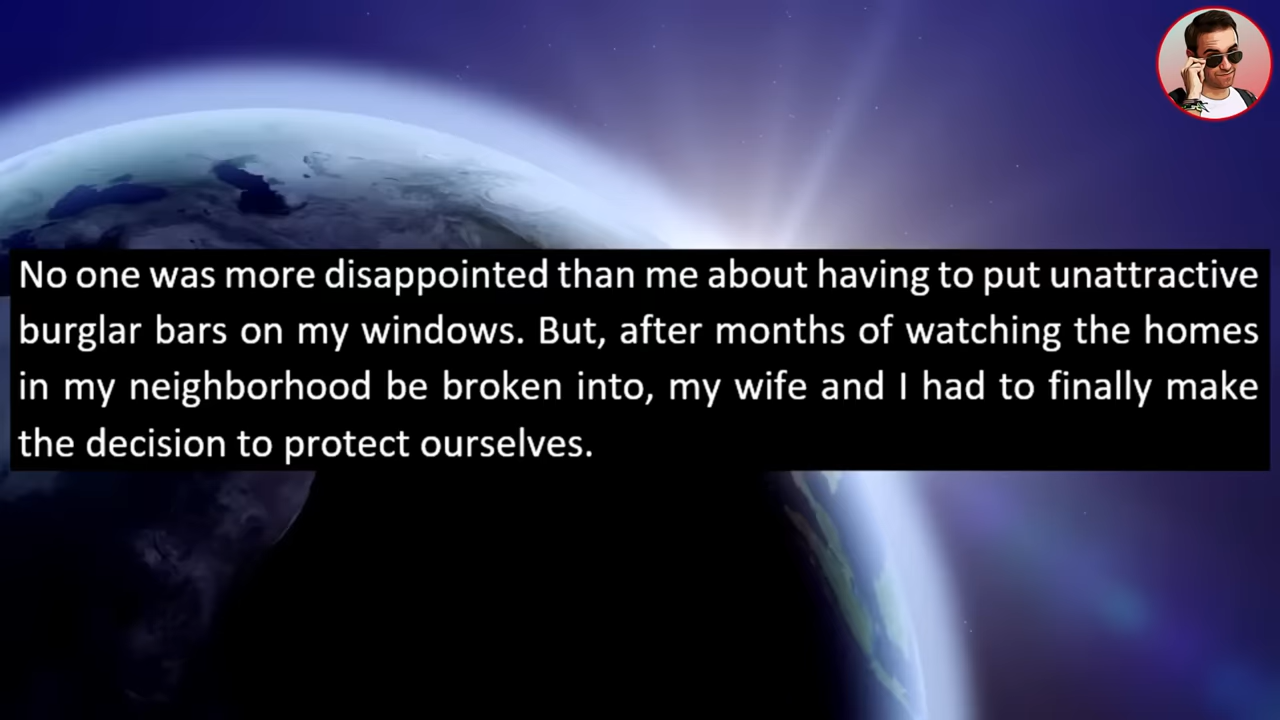 No one was more disappointed than me about having to put unattractive
burglar bars on my windows. But, after months of watching the homes
in my neighborhood be broken into, my wife and I had to finally make
the decision to protect ourselves.